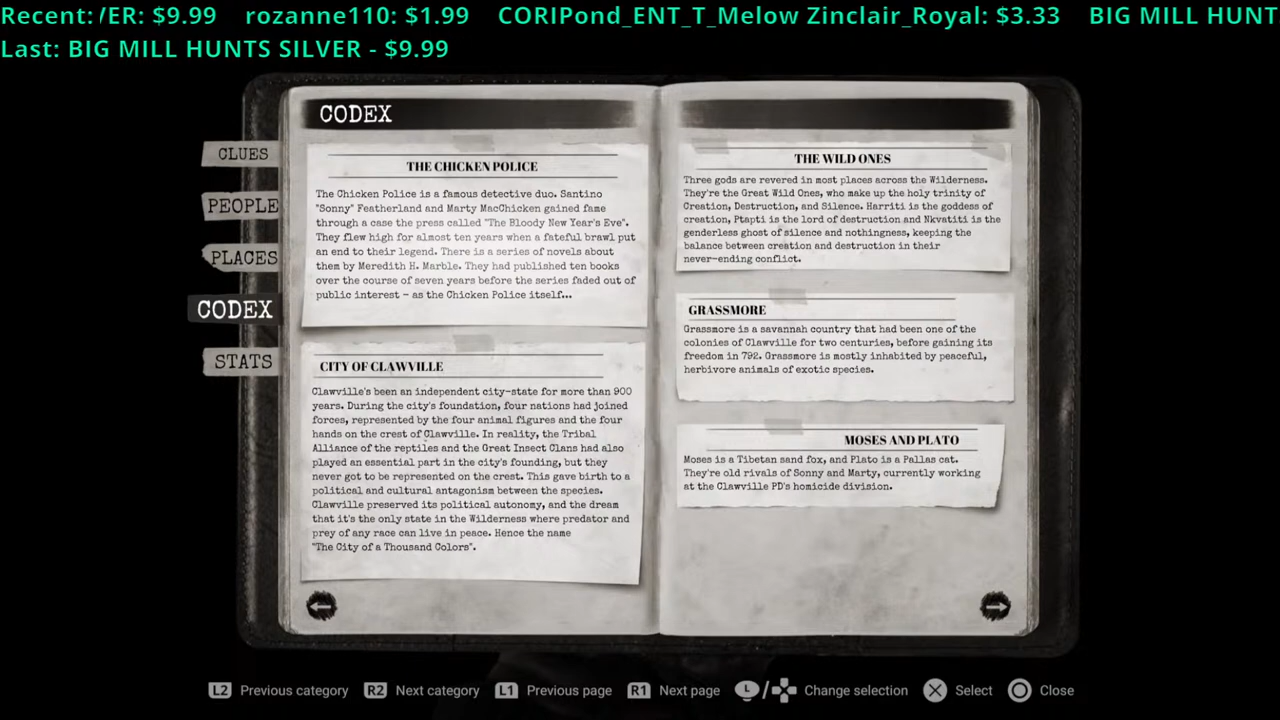 Recent: /ER: $9.99 rozanne110: $1.99 CORIPond_ENT_T_Melow Zinclair_Royal: $3.33 BIG MILL HUNT
Last: BIG MILL HUNTS SILVER - $9.99
CLUES
PEOPLE
PLACES
CODEX
STATS
CODEX
THE CHICKEN POLICE
The Chicken Police is a famous detective duo. Santino
"Sonny" Featherland and Marty MacChicken gained fame
through a case the press called "The Bloody New Year's Eve".
They flew high for almost ten years when a fateful brawl put
an end to their legend. There is a series of novels about
them by Meredith H. Marble. They had published ten books
over the course of seven years before the series faded out of
public interest - as the Chicken Police itself...
CITY OF CLAWVILLE
Clawville's been an independent city-state for more than 900
years. During the city's foundation, four nations had joined
forces, represented by the four animal figures and the four
hands on the crest of Clawville. In reality, the Tribal
Alliance of the reptiles and the Great Insect Clans had also
played an essential part in the city's founding, but they
never got to be represented on the crest. This gave birth to a
political and cultural antagonism between the species.
Clawville preserved its political autonomy, and the dream
that it's the only state in the Wilderness where predator and
prey of any race can live in peace. Hence the name
"The City of a Thousand Colors".
THE WILD ONES
Three gods are revered in most places across the Wilderness.
They're the Great Wild Ones, who make up the holy trinity of
Creation, Destruction, and Silence. Harriti is the goddess of
creation, Ptapti is the lord of destruction and Nkvatiti is the
genderless ghost of silence and nothingness, keeping the
balance between creation and destruction in their
never-ending conflict.
GRASSMORE
Grassmore is a savannah country that had been one of the
colonies of Clawville for two centuries, before gaining its
freedom in 792. Grassmore is mostly inhabited by peaceful,
herbivore animals of exotic species.
MOSES AND PLATO
Moses is a Tibetan sand fox, and Plato is a Pallas cat.
They're old rivals of Sonny and Marty, currently working
at the Clawville PD's homicide division.
L2 Previous category R2 Next category L1 Previous page R1 Next page L / Change selection Select Close